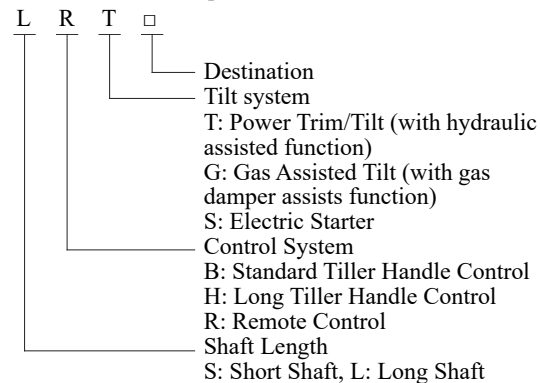 L R T □
Destination
Tilt system
T: Power Trim/Tilt (with hydraulic
assisted function)
G: Gas Assisted Tilt (with gas
damper assists function)
S: Electric Starter
Control System
B: Standard Tiller Handle Control
H: Long Tiller Handle Control
R: Remote Control
Shaft Length
S: Short Shaft, L: Long Shaft